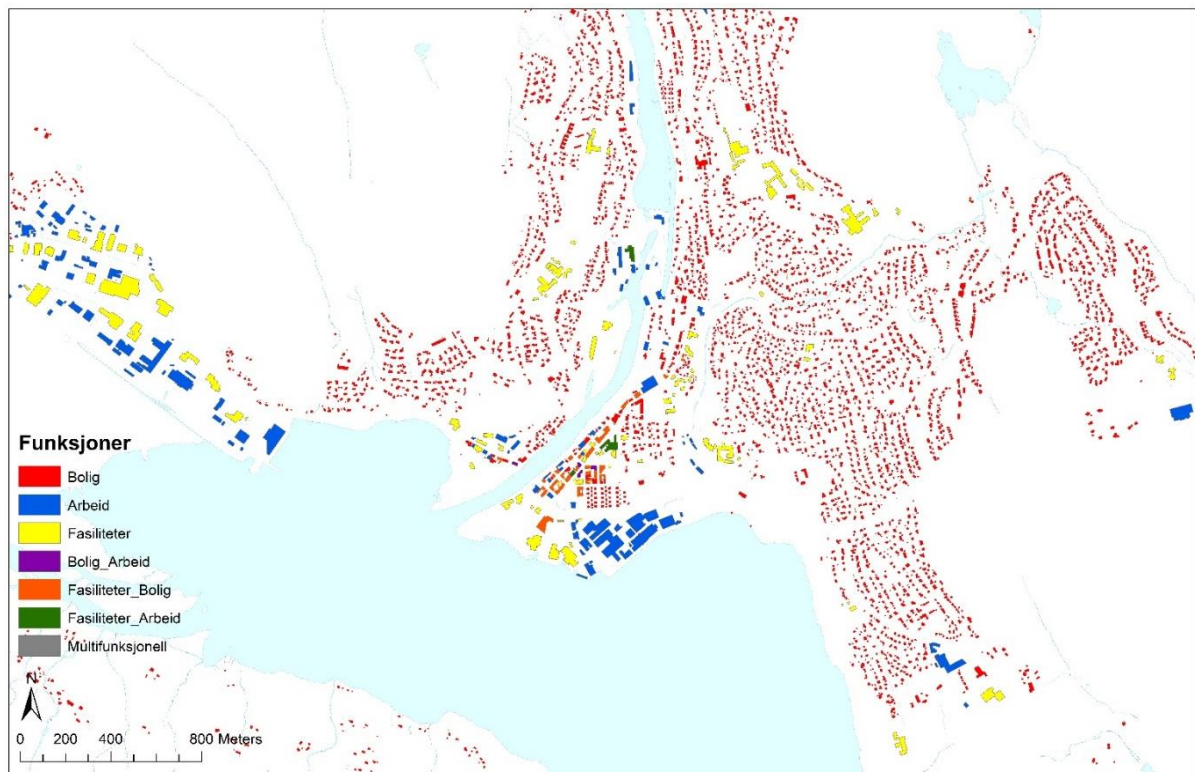 Funksjoner
Bolig
Arbeid
Fasiliteter
Bolig_Arbeid
Fasiliteter_Bolig
Fasiliteter_Arbeid
Multifunksjonell
N
0 200 400 800 Meters